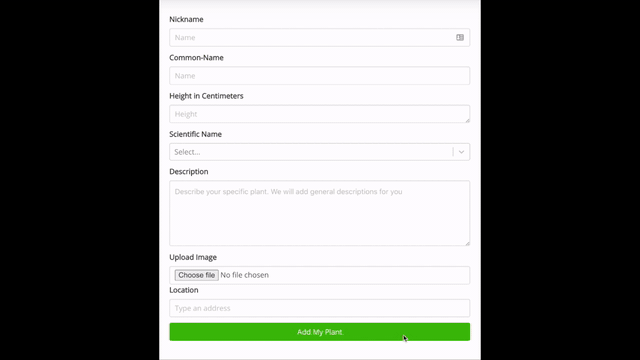 Nickname
Name
Common-Name
Name
Height in Centimeters
Height
Scientific Name
Select...
Description
Describe your specific plant. We will add general descriptions for you
Upload Image
Choose file No file chosen
Location
Type an address
Add My Plant